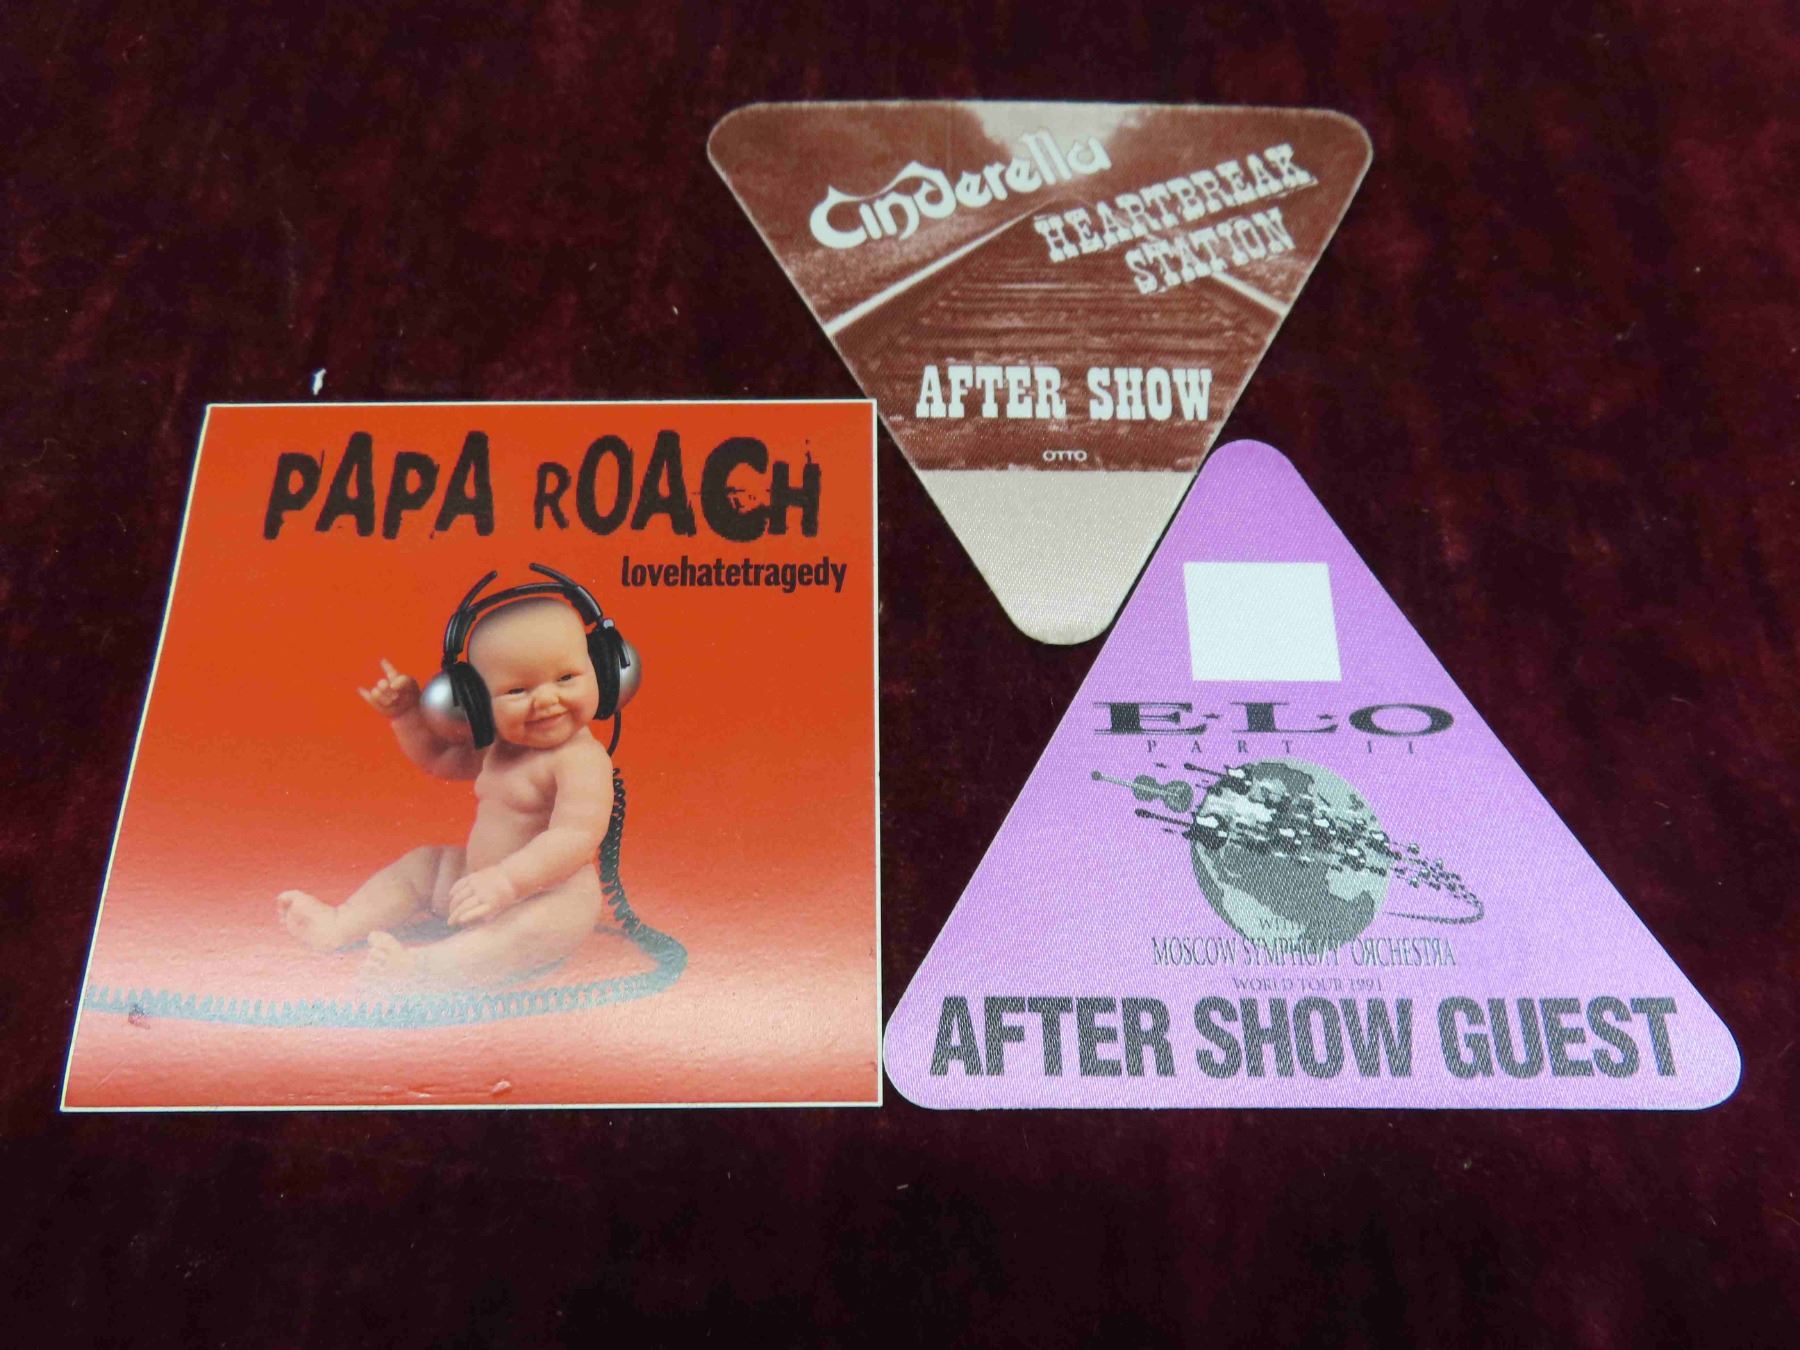 Cinderella
HEARTBREAK
STATION
AFTER SHOW
OTTO
PAPA ROACH
lovehatetragedy
ELO
PART II
WITH
MOSCOW SYMPHONY ORCHESTRA
WORLD TOUR 1991
AFTER SHOW GUEST